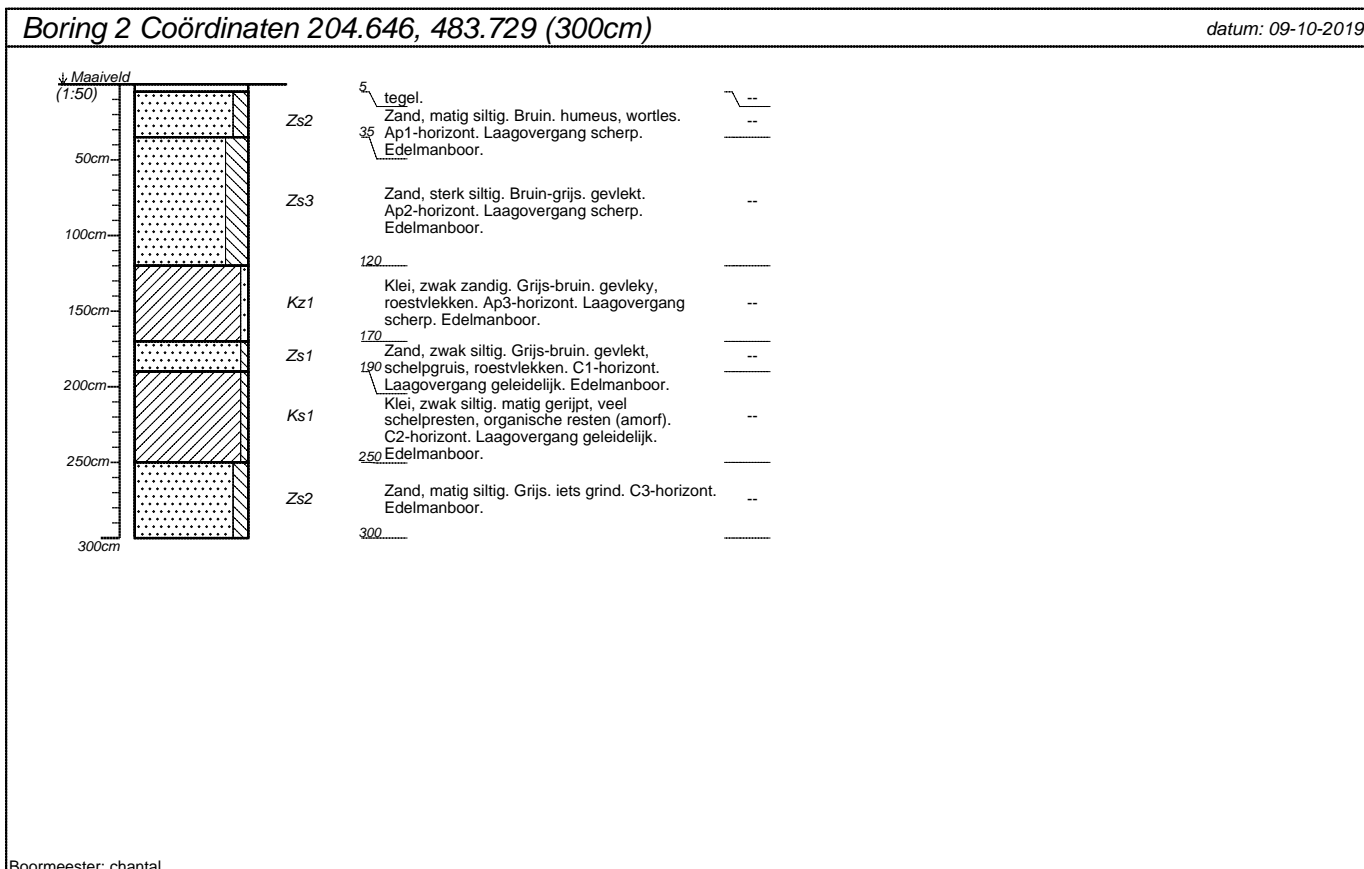 Boring 2 Coördinaten 204.646, 483.729 (300cm)
datum: 09-10-2019
Maaiveld
(1:50)
50cm
100cm
150cm
200cm
250cm
300cm
5
tegel.
--
Zs2
Zand, matig siltig. Bruin. humeus, wortles.
35 Ap1-horizont. Laagovergang scherp.
Edelmanboor.
--
Zs3
Zand, sterk siltig. Bruin-grijs. gevlekt.
Ap2-horizont. Laagovergang scherp.
Edelmanboor.
--
120
Kz1
Klei, zwak zandig. Grijs-bruin. gevleky,
roestvlekken. Ap3-horizont. Laagovergang
scherp. Edelmanboor.
--
170
Zs1
Zand, zwak siltig. Grijs-bruin. gevlekt,
190 schelpgruis, roestvlekken. C1-horizont.
Laagovergang geleidelijk. Edelmanboor.
--
Ks1
Klei, zwak siltig. matig gerijpt, veel
schelpresten, organische resten (amorf).
C2-horizont. Laagovergang geleidelijk.
250 Edelmanboor.
--
Zs2
Zand, matig siltig. Grijs. iets grind. C3-horizont.
Edelmanboor.
--
300
Boormeester: chantal